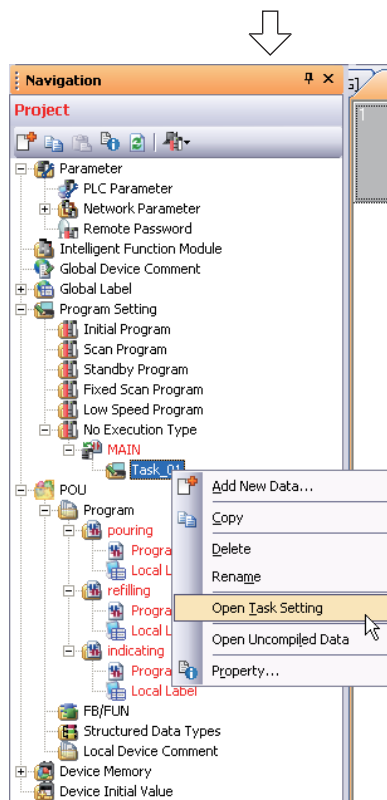 Navigation
Project
Parameter
PLC Parameter
Network Parameter
Remote Password
Intelligent Function Module
Global Device Comment
Global Label
Program Setting
Initial Program
Scan Program
Standby Program
Fixed Scan Program
Low Speed Program
No Execution Type
MAIN
Task_01
Add New Data...
POU
Program
Copy
pouring
Progra
Delete
Local L
Rename
refilling
Progra
Open Task Setting
Local L
Open Uncompiled Data
indicating
Progra
Property...
Local Label
FB/FUN
Structured Data Types
Local Device Comment
Device Memory
Device Initial Value